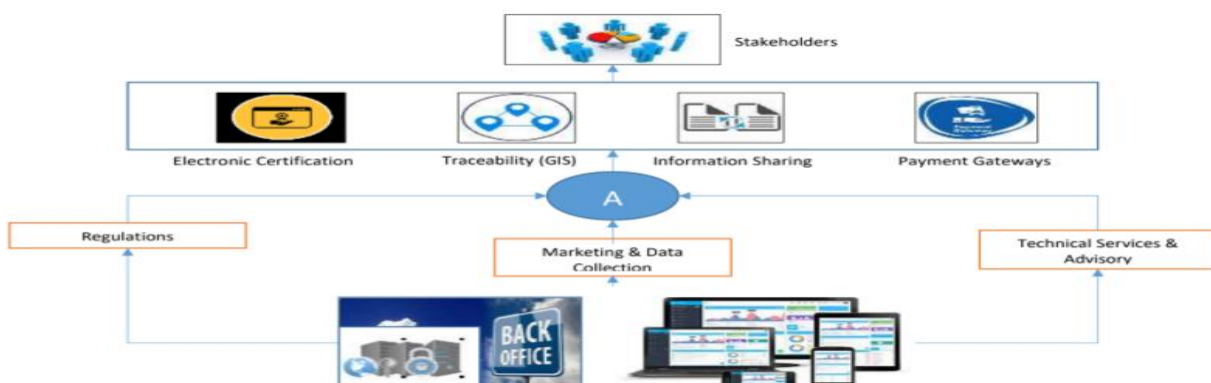 Stakeholders
Electronic Certification
Traceability (GIS)
Information Sharing
Payment Gateways
A
Regulations
Marketing & Data
Collection
Technical Services &
Advisory
BACK
OFFICE